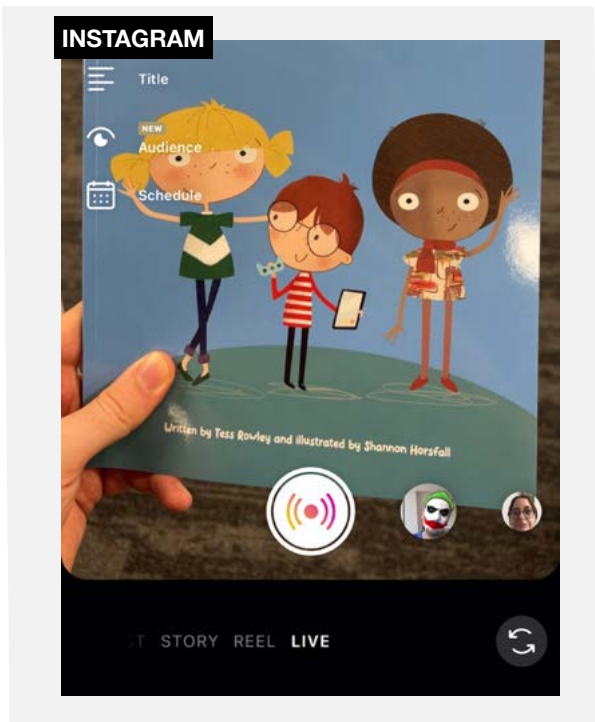 INSTAGRAM
Title
NEW
Audience
Schedule
Written by Tess Rowley and illustrated by Shannon Horsfall
T STORY REEL LIVE